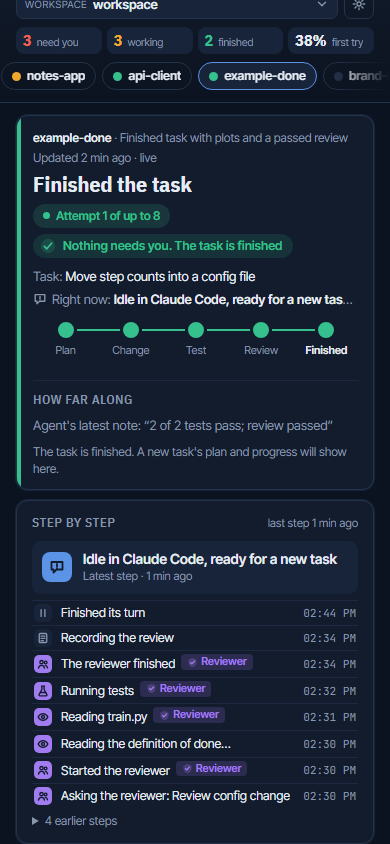 WORKSPACE workspace
3 need you 3 working 2 finished 38% first try
notes-app api-client example-done brand-
example-done · Finished task with plots and a passed review
Updated 2 min ago · live
Finished the task
Attempt 1 of up to 8
Nothing needs you. The task is finished
Task: Move step counts into a config file
Right now: Idle in Claude Code, ready for a new tas…
Plan Change Test Review Finished
HOW FAR ALONG
Agent's latest note: “2 of 2 tests pass; review passed”
The task is finished. A new task's plan and progress will show
here.
STEP BY STEP last step 1 min ago
Idle in Claude Code, ready for a new task
Latest step · 1 min ago
Finished its turn 02:44 PM
Recording the review 02:34 PM
The reviewer finished Reviewer 02:34 PM
Running tests Reviewer 02:32 PM
Reading train.py Reviewer 02:31 PM
Reading the definition of done… 02:30 PM
Started the reviewer Reviewer 02:30 PM
Asking the reviewer: Review config change 02:30 PM
4 earlier steps